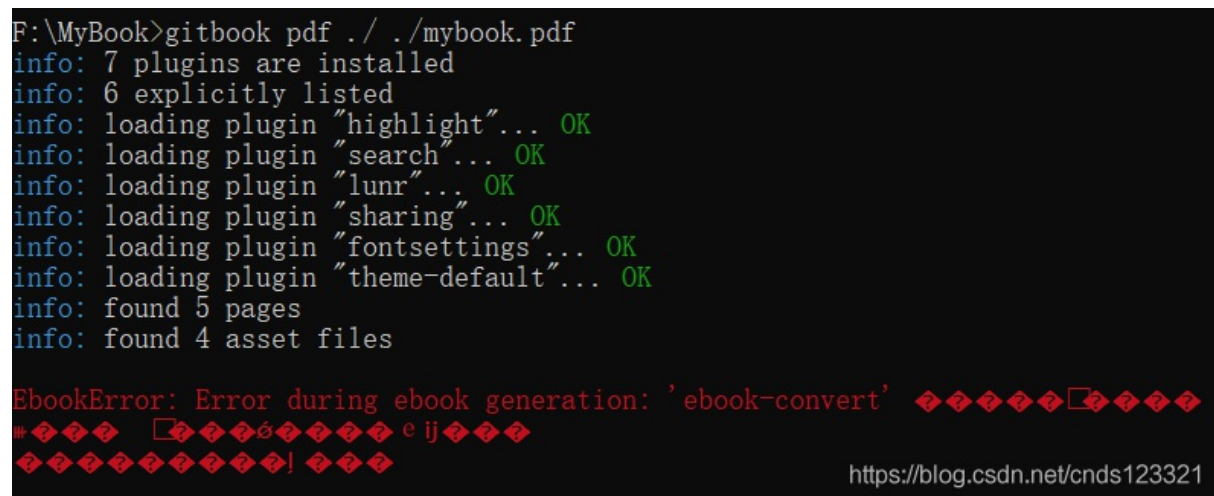 F:\MyBook>gitbook pdf ./ ./mybook.pdf
info: 7 plugins are installed
info: 6 explicitly listed
info: loading plugin "highlight"... OK
info: loading plugin "search"... OK
info: loading plugin "lunr"... OK
info: loading plugin "sharing"... OK
info: loading plugin "fontsettings"... OK
info: loading plugin "theme-default"... OK
info: found 5 pages
info: found 4 asset files
EbookError: Error during ebook generation: 'ebook-convert'
https://blog.csdn.net/cnds123321